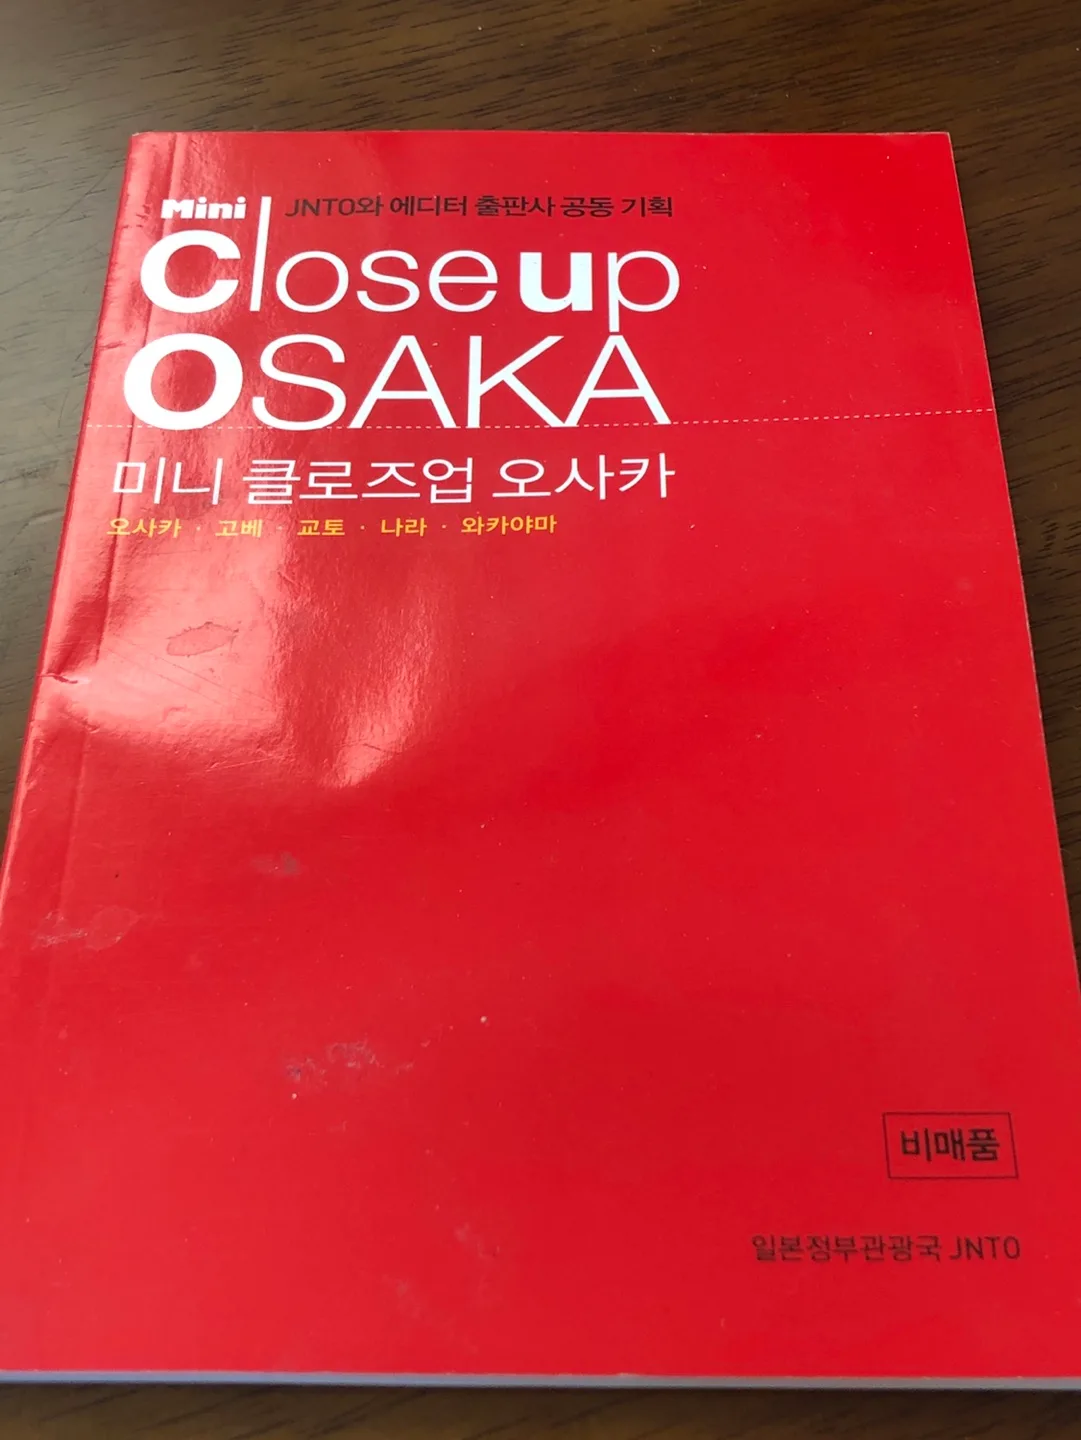 Mini
JNTO와 에디터 출판사 공동 기획
closeup
OSAKA
미니 클로즈업 오사카
오사카 · 고베 · 교토 · 나라 · 와카야마
비매품
일본정부관광국 JNTO